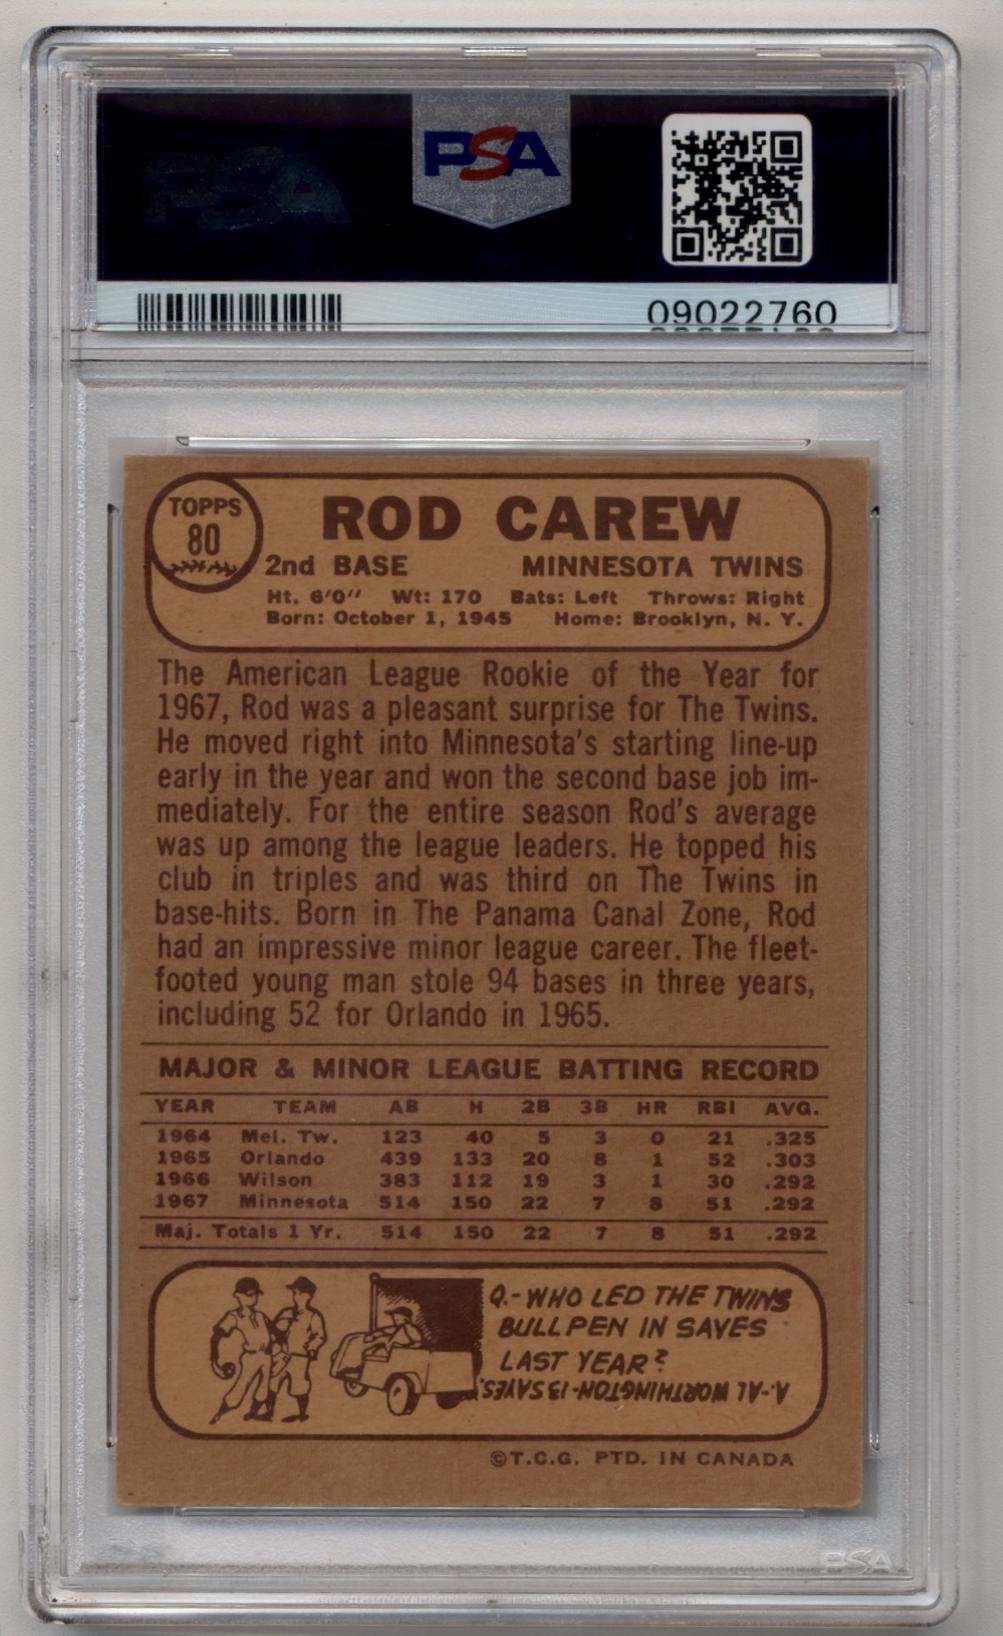 PSA
PSA
09022760
TOPPS
80
ROD CAREW
2nd BASE MINNESOTA TWINS
Ht. 6'0" Wt: 170 Bats: Left Throws: Right
Born: October 1, 1945 Home: Brooklyn, N. Y.
The American League Rookie of the Year for
1967, Rod was a pleasant surprise for The Twins.
He moved right into Minnesota's starting line-up
early in the year and won the second base job im-
mediately. For the entire season Rod's average
was up among the league leaders. He topped his
club in triples and was third on The Twins in
base-hits. Born in The Panama Canal Zone, Rod
had an impressive minor league career. The fleet-
footed young man stole 94 bases in three years,
including 52 for Orlando in 1965.
MAJOR & MINOR LEAGUE BATTING RECORD
YEAR TEAM AB H 2B 3B HR RBI AVG.
1964 Mel. Tw. 123 40 5 3 0 21 .325
1965 Orlando 439 133 20 8 1 52 .303
1966 Wilson 383 112 19 3 1 30 .292
1967 Minnesota 514 150 22 7 8 51 .292
Maj. Totals 1 Yr. 514 150 22 7 8 51 .292
Q.-WHO LED THE TWINS
BULLPEN IN SAVES
LAST YEAR?
A.-AL WORTHINGTON-13 SAVES.
©T.C.G. PTD. IN CANADA
PSA